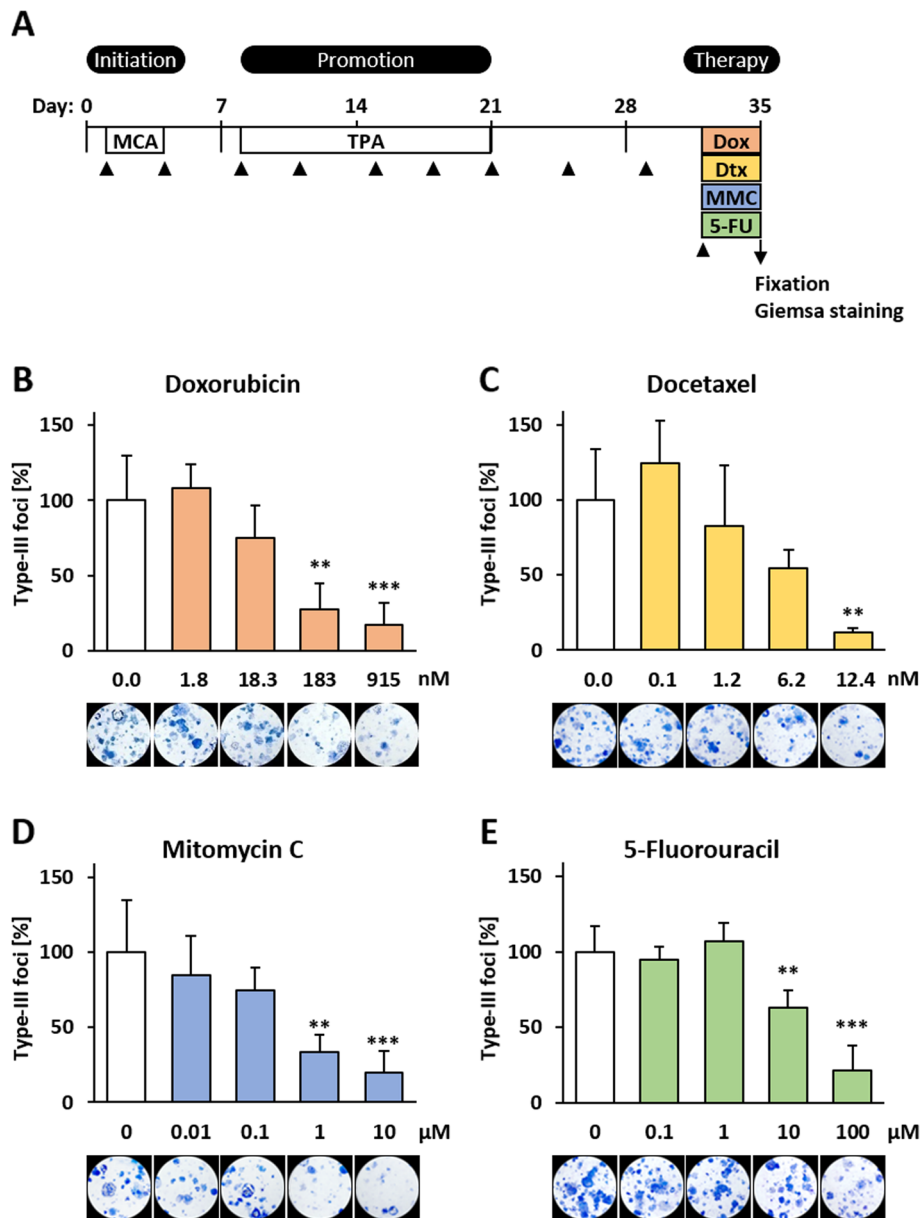 A
Initiation Promotion Therapy
Day: 0 7 14 21 28 35
MCA TPA Dox
Dtx
MMC
5-FU
Fixation
Giemsa staining
B
Doxorubicin
Type-III foci [%]
150
100
50
0
** ***
0.0 1.8 18.3 183 915 nM
C
Docetaxel
Type-III foci [%]
150
100
50
0
**
0.0 0.1 1.2 6.2 12.4 nM
D
Mitomycin C
Type-III foci [%]
150
100
50
0
** ***
0 0.01 0.1 1 10 µM
E
5-Fluorouracil
Type-III foci [%]
150
100
50
0
** ***
0 0.1 1 10 100 µM